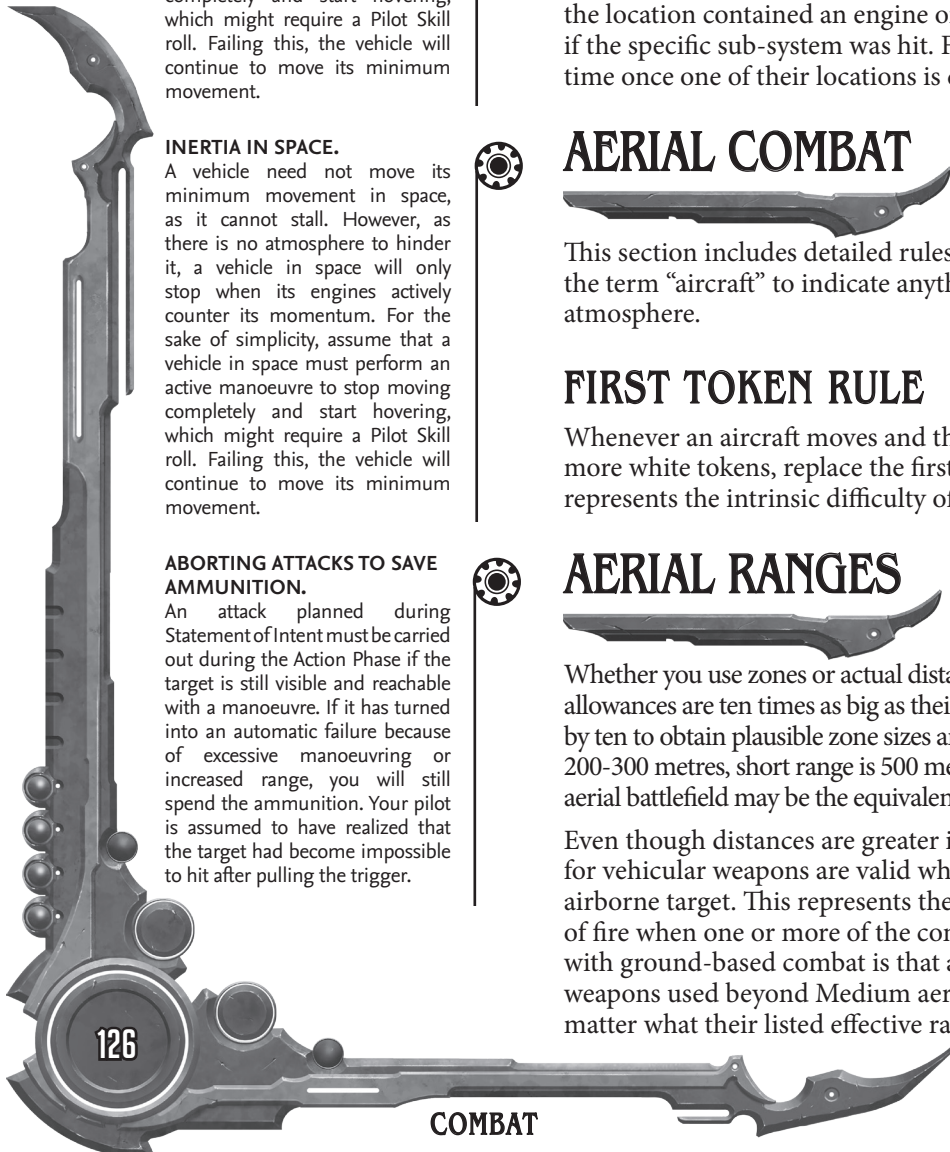 completely and start hovering,
which might require a Pilot Skill
roll. Failing this, the vehicle will
continue to move its minimum
movement.
INERTIA IN SPACE.
A vehicle need not move its
minimum movement in space,
as it cannot stall. However, as
there is no atmosphere to hinder
it, a vehicle in space will only
stop when its engines actively
counter its momentum. For the
sake of simplicity, assume that a
vehicle in space must perform an
active manoeuvre to stop moving
completely and start hovering,
which might require a Pilot Skill
roll. Failing this, the vehicle will
continue to move its minimum
movement.
ABORTING ATTACKS TO SAVE
AMMUNITION.
An attack planned during
Statement of Intent must be carried
out during the Action Phase if the
target is still visible and reachable
with a manoeuvre. If it has turned
into an automatic failure because
of excessive manoeuvring or
increased range, you will still
spend the ammunition. Your pilot
is assumed to have realized that
the target had become impossible
to hit after pulling the trigger.
the location contained an engine
if the specific sub-system was hit.
time once one of their locations is
AERIAL COMBAT
This section includes detailed rules
the term “aircraft” to indicate
atmosphere.
FIRST TOKEN RULE
Whenever an aircraft moves and
more white tokens, replace the first
represents the intrinsic difficulty
AERIAL RANGES
Whether you use zones or actual
allowances are ten times as big as
by ten to obtain plausible zone sizes
200-300 metres, short range is 500
aerial battlefield may be the
Even though distances are greater
for vehicular weapons are valid
airborne target. This represents the
of fire when one or more of the
with ground-based combat is that
weapons used beyond Medium
matter what their listed effective
126
COMBAT